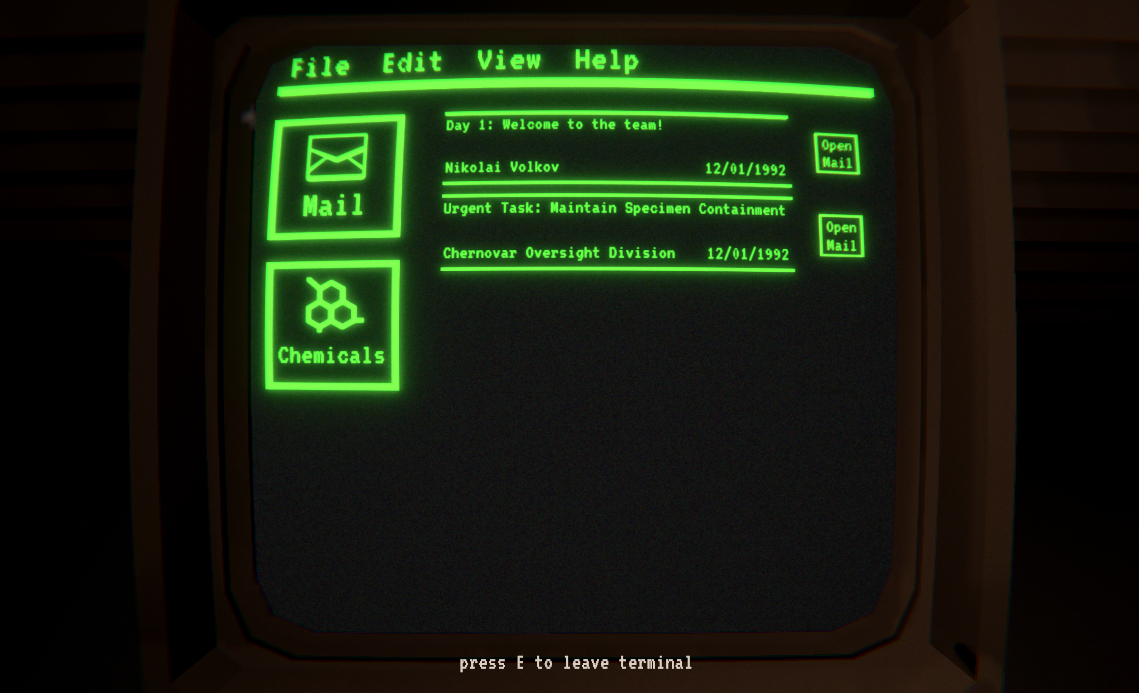 File Edit View Help
Mail
Chemicals
Day 1: Welcome to the team!
Nikolai Volkov 12/01/1992
Open
Mail
Urgent Task: Maintain Specimen Containment
Chernovar Oversight Division 12/01/1992
Open
Mail
press E to leave terminal